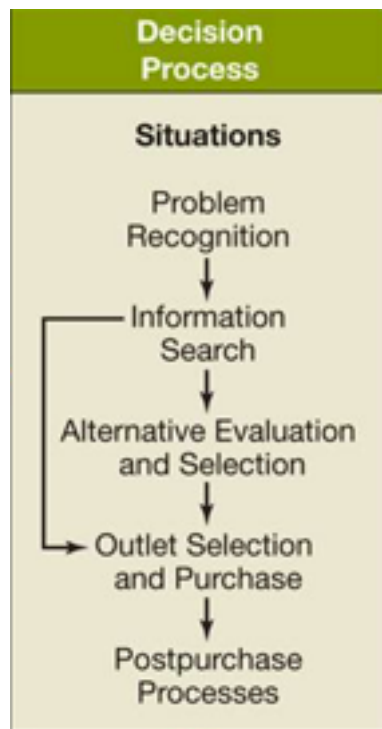 Decision
Process
Situations
Problem
Recognition
Information
Search
Alternative Evaluation
and Selection
Outlet Selection
and Purchase
Postpurchase
Processes